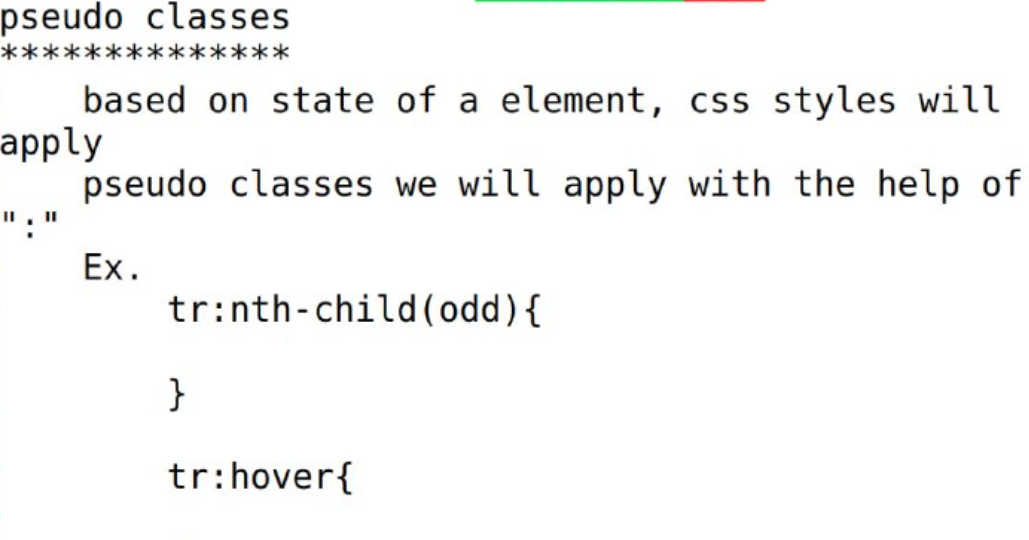 pseudo classes
**************
based on state of a element, css styles will
apply
pseudo classes we will apply with the help of
":"
Ex.
tr:nth-child(odd){
}
tr:hover{